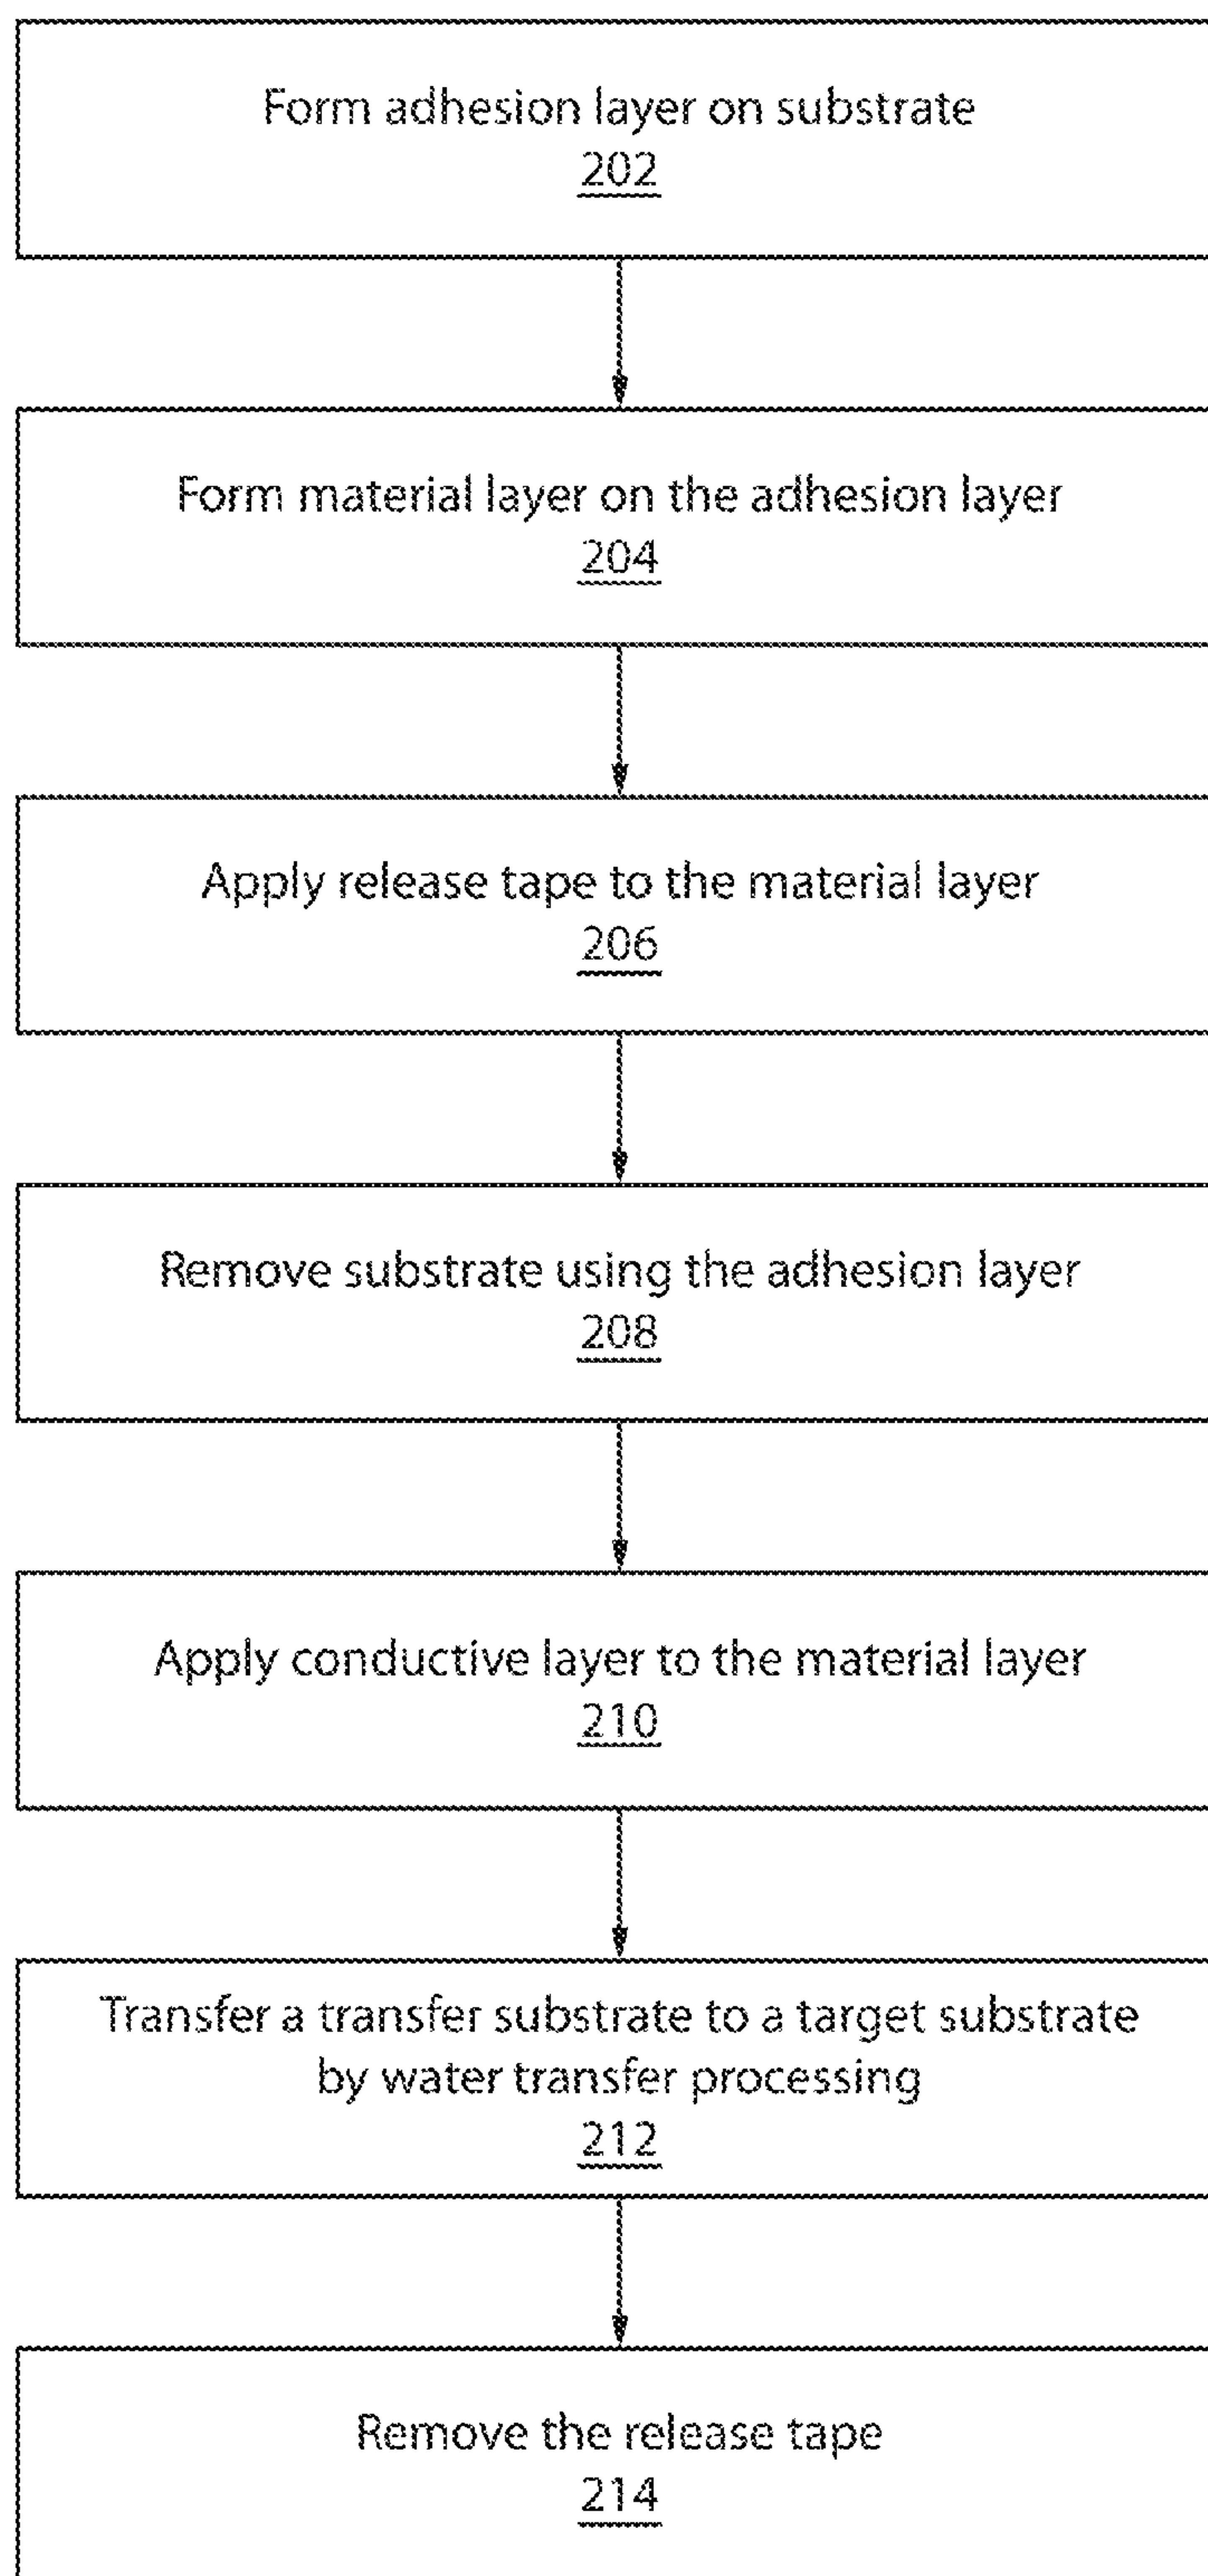 Form adhesion layer on substrate
202
Form material layer on the adhesion layer
204
Apply release tape to the material layer
206
Remove substrate using the adhesion layer
208
Apply conductive layer to the material layer
210
Transfer a transfer substrate to a target substrate
by water transfer processing
212
Remove the release tape
214